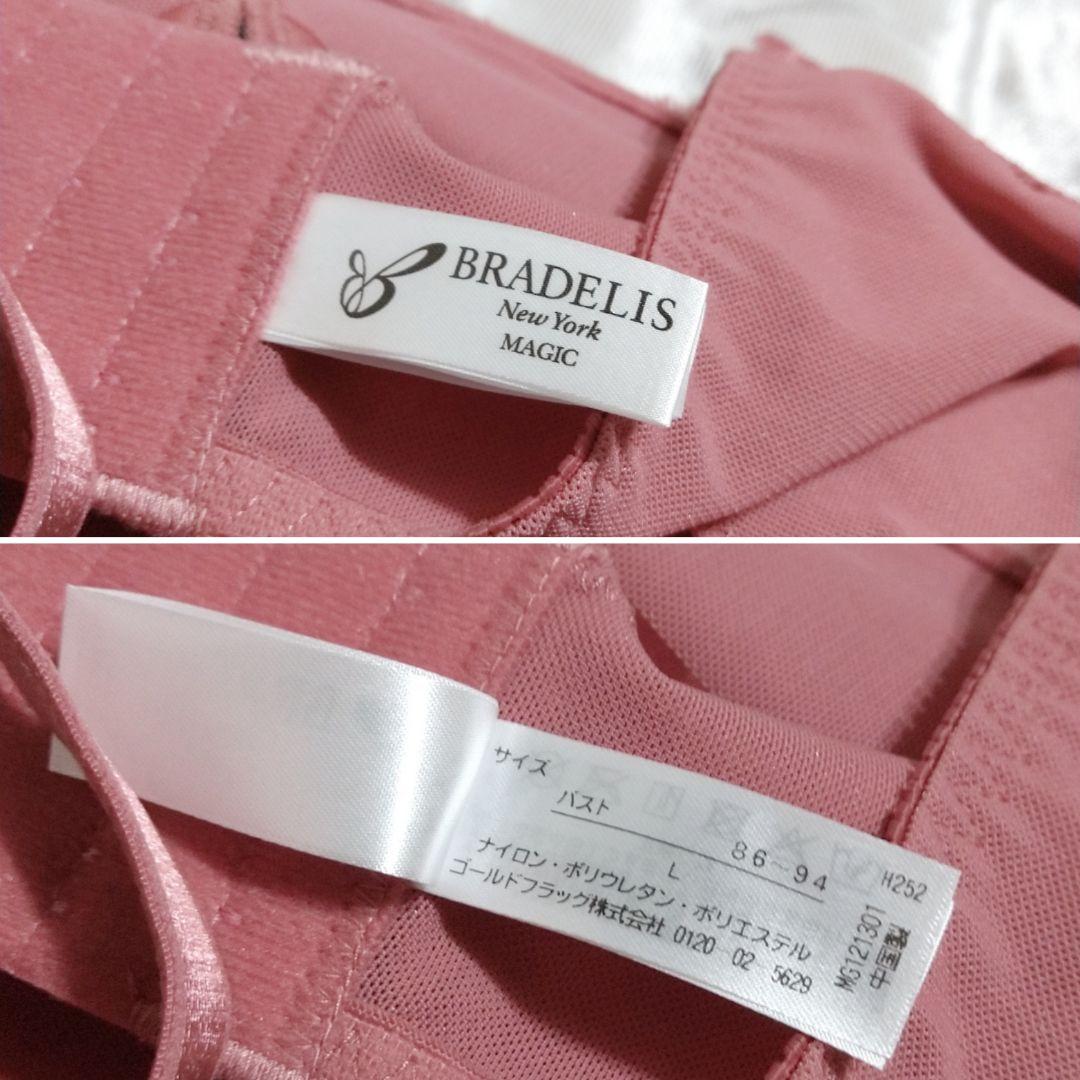 BRADELIS
New York
MAGIC
サイズ
バスト
86~94
L
ナイロン・ポリウレタン・ポリエステル
ゴールドフラッグ株式会社 0120 02 5629
H252
MG121301
中国製